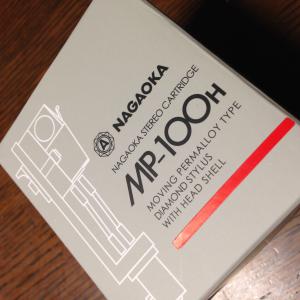 NAGAOKA
NAGAOKA STEREO CARTRIDGE
MP-100H
MOVING PERMALLOY TYPE
DIAMOND STYLUS
WITH HEAD SHELL